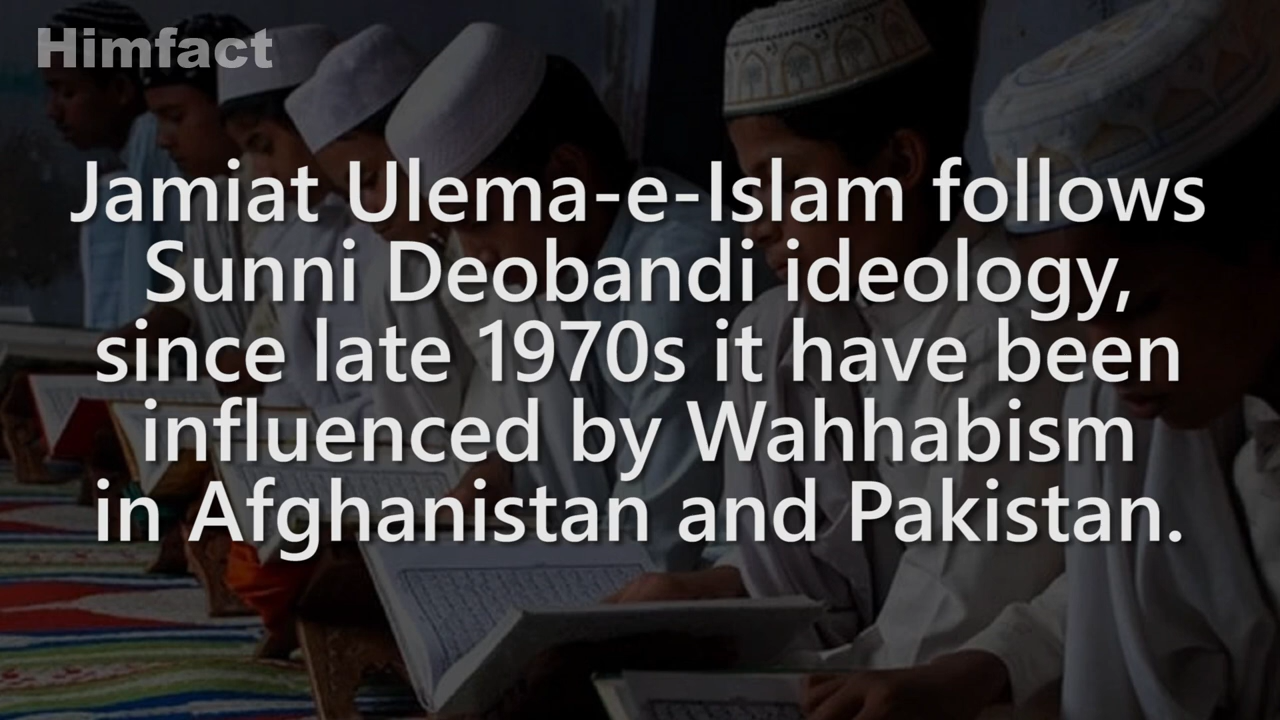 Himfact
Jamiat Ulema-e-Islam follows
Sunni Deobandi ideology,
since late 1970s it have been
influenced by Wahhabism
in Afghanistan and Pakistan.